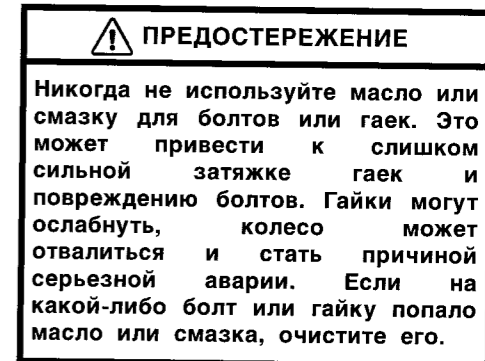 ПРЕДОСТЕРЕЖЕНИЕ
Никогда не используйте масло или
смазку для болтов или гаек. Это
может привести к слишком
сильной затяжке гаек и
повреждению болтов. Гайки могут
ослабнуть, колесо может
отвалиться и стать причиной
серьезной аварии. Если на
какой-либо болт или гайку попало
масло или смазка, очистите его.